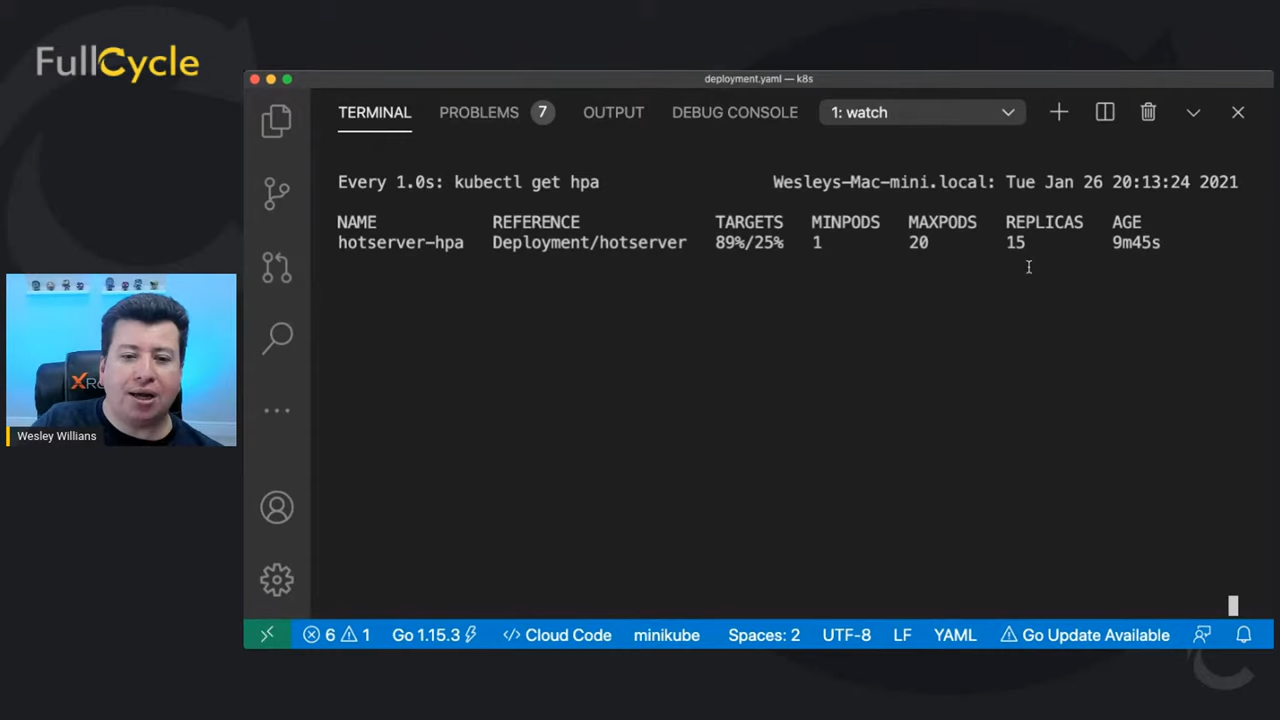 FullCycle
deployment.yaml — k8s
TERMINAL PROBLEMS 7 OUTPUT DEBUG CONSOLE 1: watch
Every 1.0s: kubectl get hpa Wesleys-Mac-mini.local: Tue Jan 26 20:13:24 2021
NAME REFERENCE TARGETS MINPODS MAXPODS REPLICAS AGE
hotserver-hpa Deployment/hotserver 89%/25% 1 20 15 9m45s
Wesley Willians
6 1 Go 1.15.3 Cloud Code minikube Spaces: 2 UTF-8 LF YAML Go Update Available